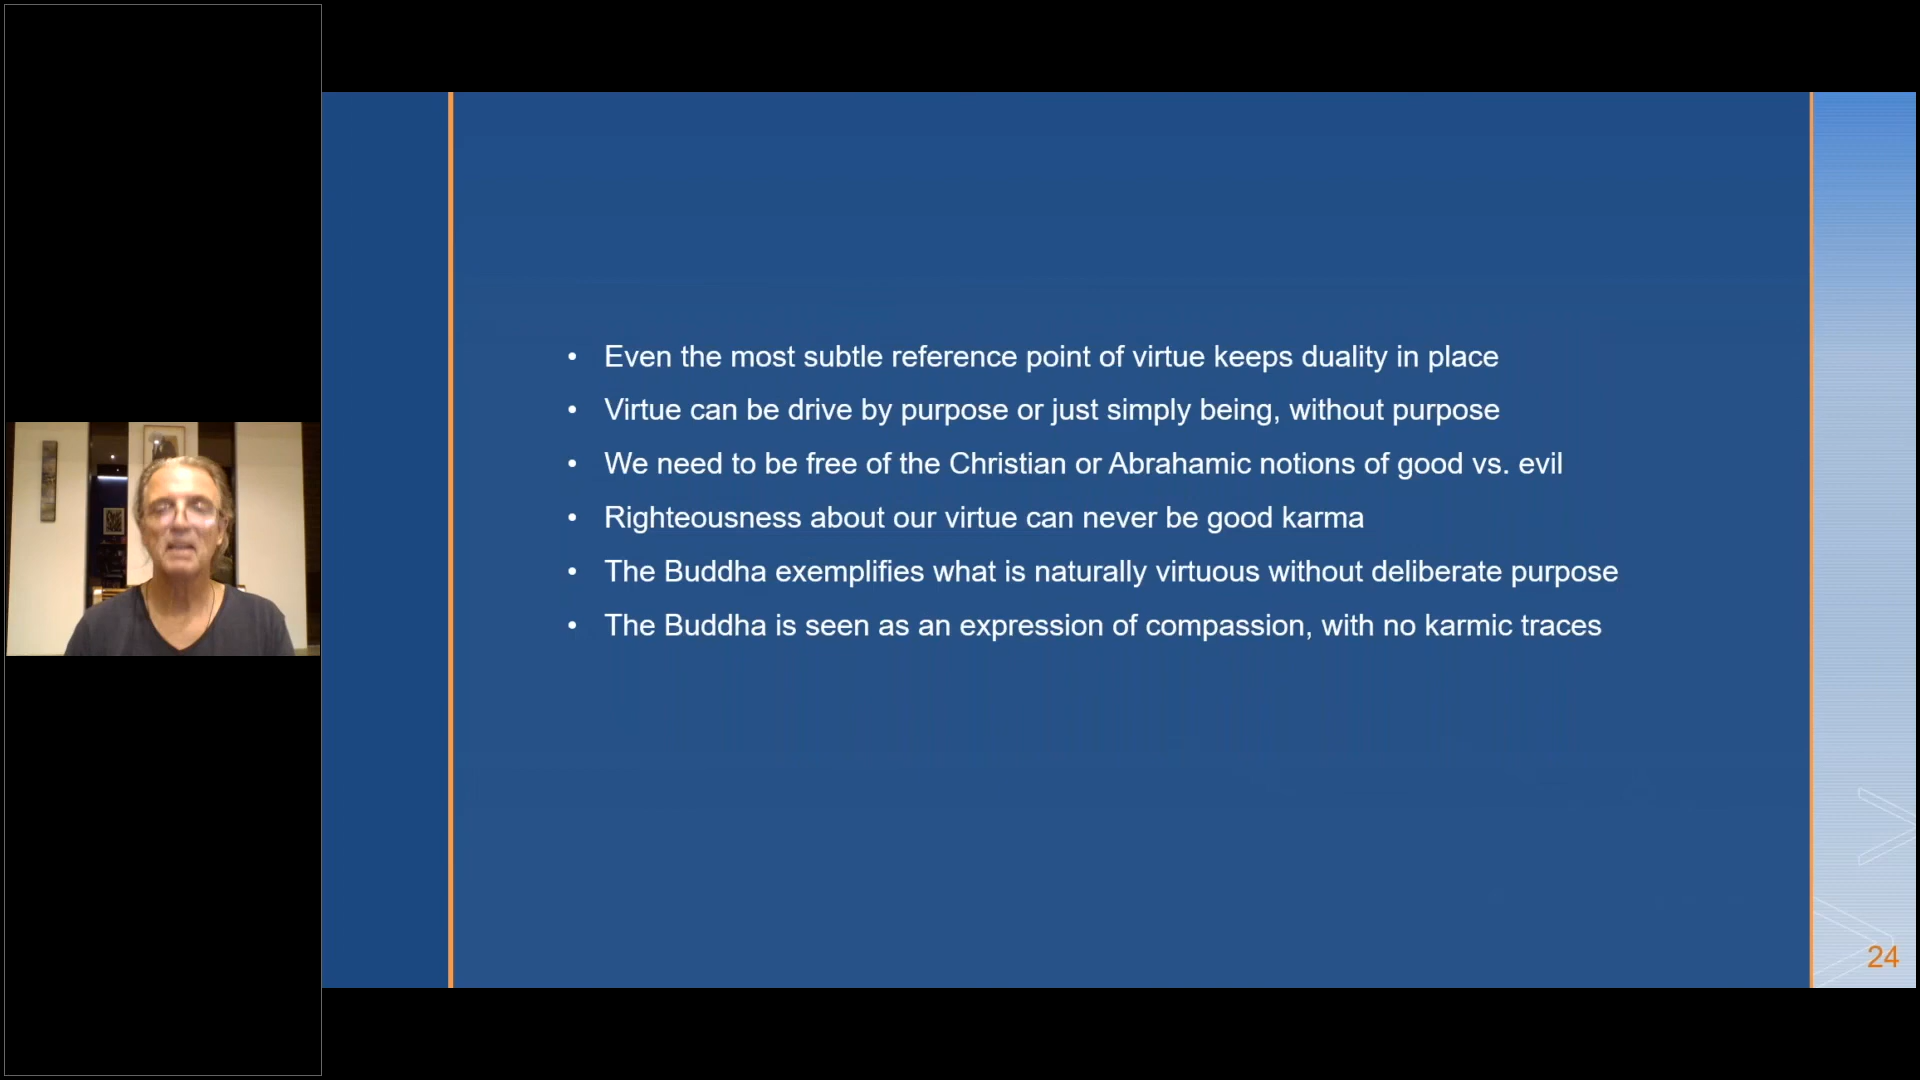 • Even the most subtle reference point of virtue keeps duality in place
• Virtue can be drive by purpose or just simply being, without purpose
• We need to be free of the Christian or Abrahamic notions of good vs. evil
• Righteousness about our virtue can never be good karma
• The Buddha exemplifies what is naturally virtuous without deliberate purpose
• The Buddha is seen as an expression of compassion, with no karmic traces
24